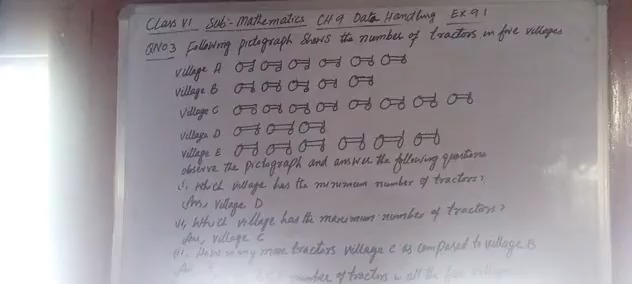 Class VI Sub-Mathematics CH 9 Data Handling Ex 9.1
QNO3 Following pictograph shows the number of tractors in five villages
Village A
Village B
Village C
Village D
Village E
observe the pictograph and answer the following questions
i, Which village has the minimum number of tractors?
Ans, Village D
ii, Which village has the maximum number of tractors?
Ans, Village C
iii, How many more tractors village C as compared to village B
number of tractors in all the five villages